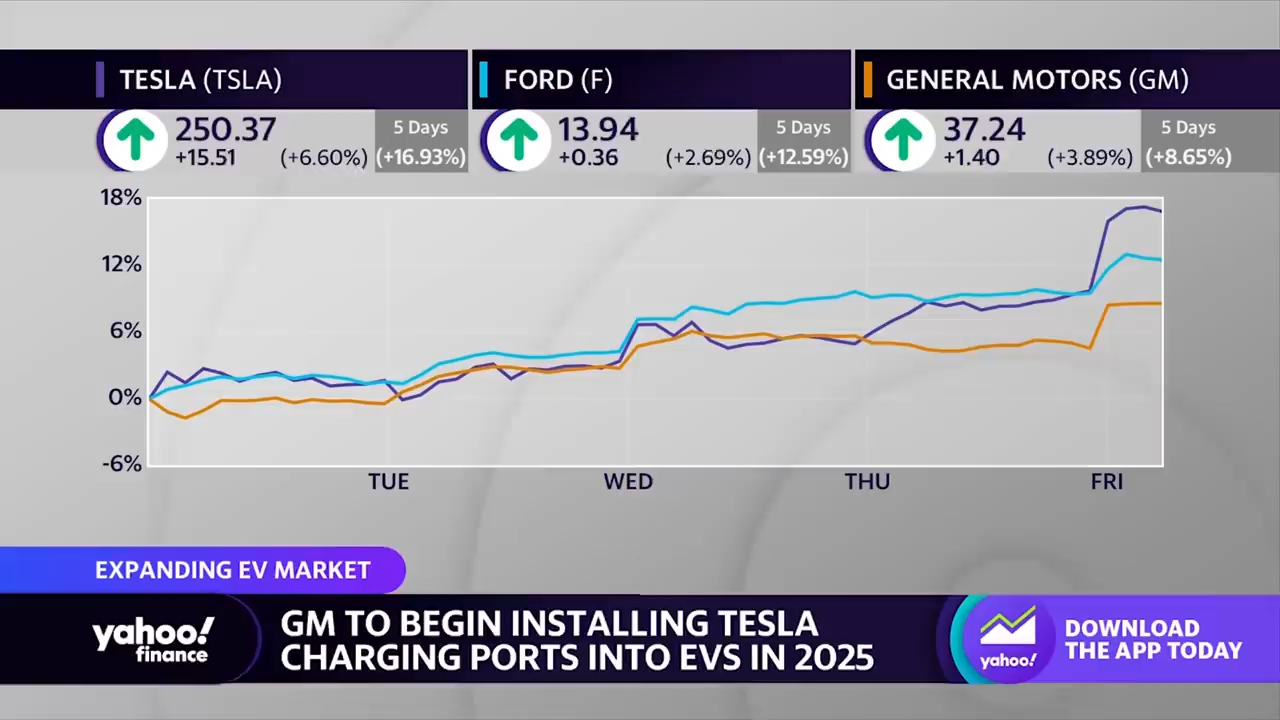 TESLA (TSLA)
250.37
+15.51 (+6.60%)
5 Days
(+16.93%)
FORD (F)
13.94
+0.36 (+2.69%)
5 Days
(+12.59%)
GENERAL MOTORS (GM)
37.24
+1.40 (+3.89%)
5 Days
(+8.65%)
18%
12%
6%
0%
-6%
TUE WED THU FRI
EXPANDING EV MARKET
yahoo!
finance
GM TO BEGIN INSTALLING TESLA
CHARGING PORTS INTO EVS IN 2025
yahoo!
DOWNLOAD
THE APP TODAY